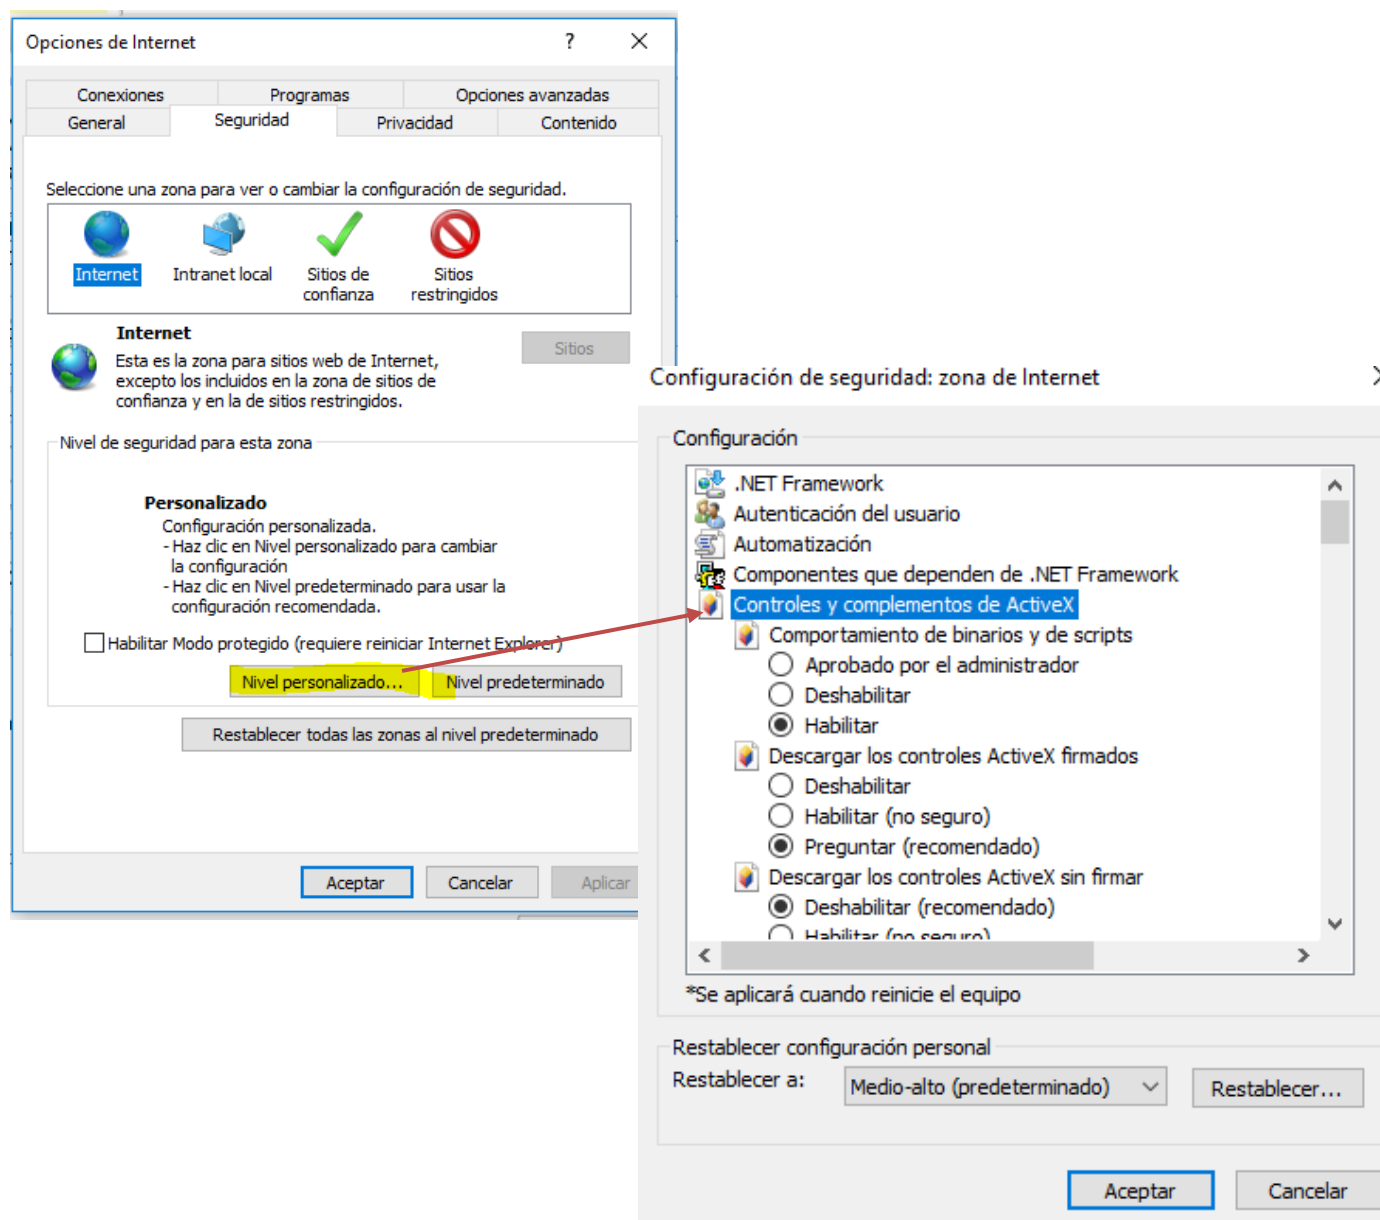 Opciones de Internet
?
Conexiones
Programas
Opciones avanzadas
General
Seguridad
Privacidad
Contenido
Seleccione una zona para ver o cambiar la configuración de seguridad.
Internet
Intranet local
Sitios de
confianza
Sitios
restringidos
Internet
Esta es la zona para sitios web de Internet,
excepto los incluidos en la zona de sitios de
confianza y en la de sitios restringidos.
Sitios
Nivel de seguridad para esta zona
Personalizado
Configuración personalizada.
- Haz clic en Nivel personalizado para cambiar
la configuración
- Haz clic en Nivel predeterminado para usar la
configuración recomendada.
Habilitar Modo protegido (requiere reiniciar Internet Explorer)
Nivel personalizado...
Nivel predeterminado
Restablecer todas las zonas al nivel predeterminado
Aceptar
Cancelar
Aplicar
Configuración de seguridad: zona de Internet
Configuración
.NET Framework
Autenticación del usuario
Automatización
Componentes que dependen de .NET Framework
Controles y complementos de ActiveX
Comportamiento de binarios y de scripts
Aprobado por el administrador
Deshabilitar
Habilitar
Descargar los controles ActiveX firmados
Deshabilitar
Habilitar (no seguro)
Preguntar (recomendado)
Descargar los controles ActiveX sin firmar
Deshabilitar (recomendado)
Habilitar (no seguro)
*Se aplicará cuando reinicie el equipo
Restablecer configuración personal
Restablecer a:
Medio-alto (predeterminado)
Restablecer...
Aceptar
Cancelar